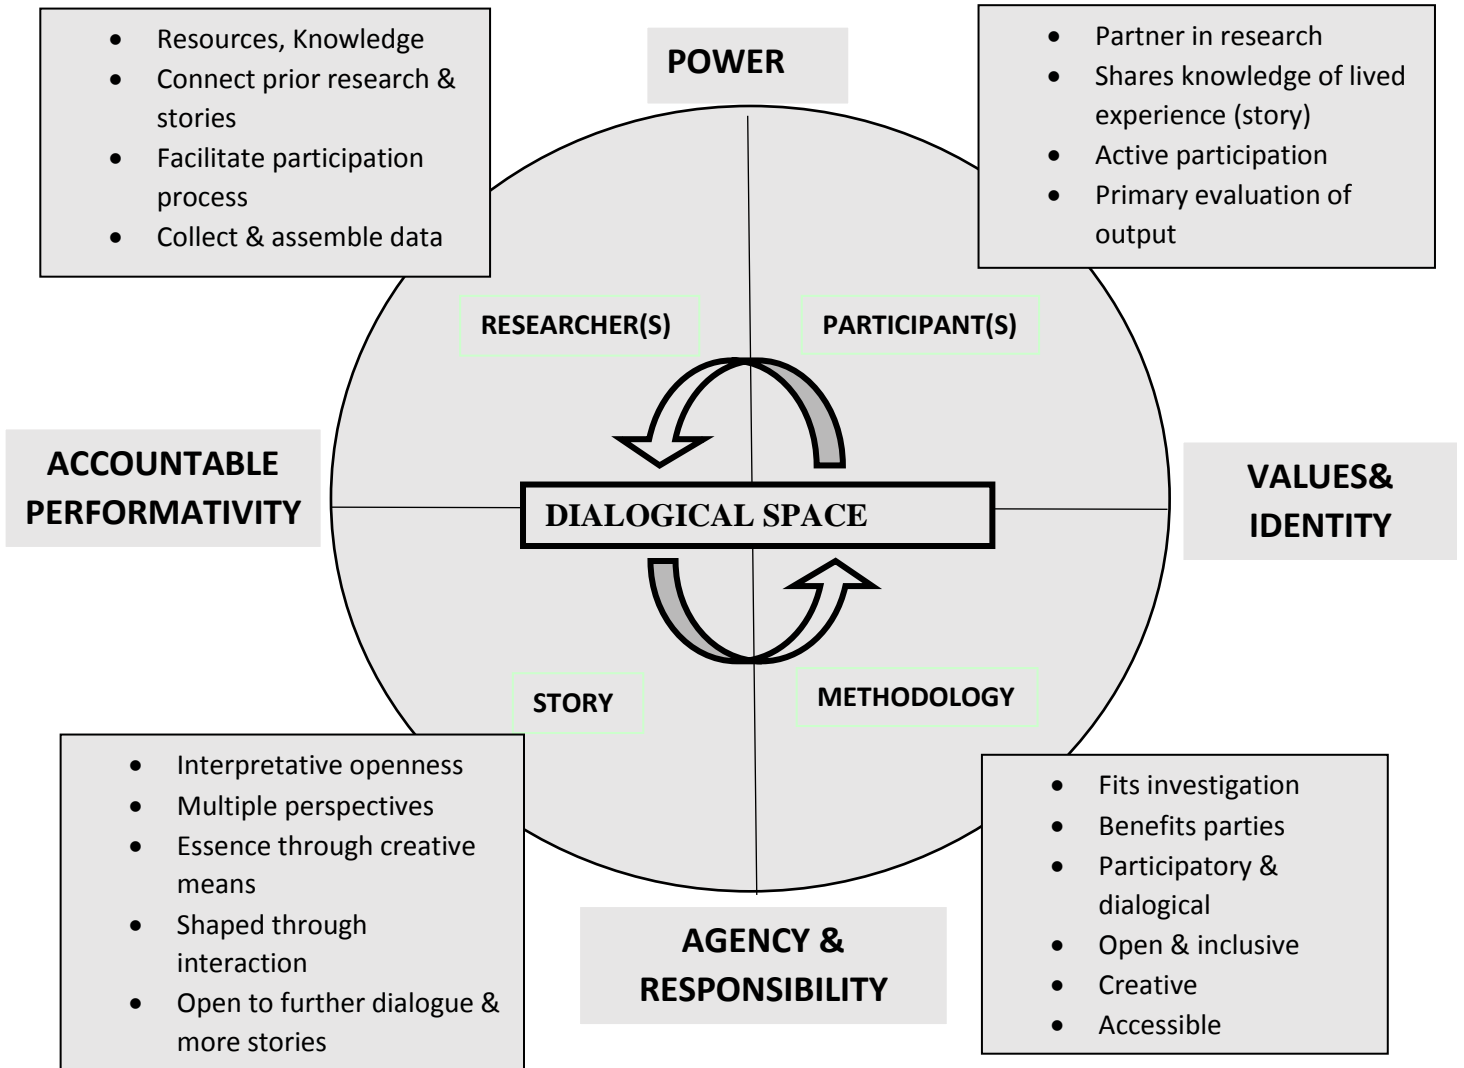 • Resources, Knowledge
• Connect prior research &
stories
• Facilitate participation
process
• Collect & assemble data
POWER
• Partner in research
• Shares knowledge of lived
experience (story)
• Active participation
• Primary evaluation of
output
RESEARCHER(S)
PARTICIPANT(S)
ACCOUNTABLE
PERFORMATIVITY
DIALOGICAL SPACE
VALUES&
IDENTITY
STORY
METHODOLOGY
• Interpretative openness
• Multiple perspectives
• Essence through creative
means
• Shaped through
interaction
• Open to further dialogue &
more stories
AGENCY &
RESPONSIBILITY
• Fits investigation
• Benefits parties
• Participatory &
dialogical
• Open & inclusive
• Creative
• Accessible